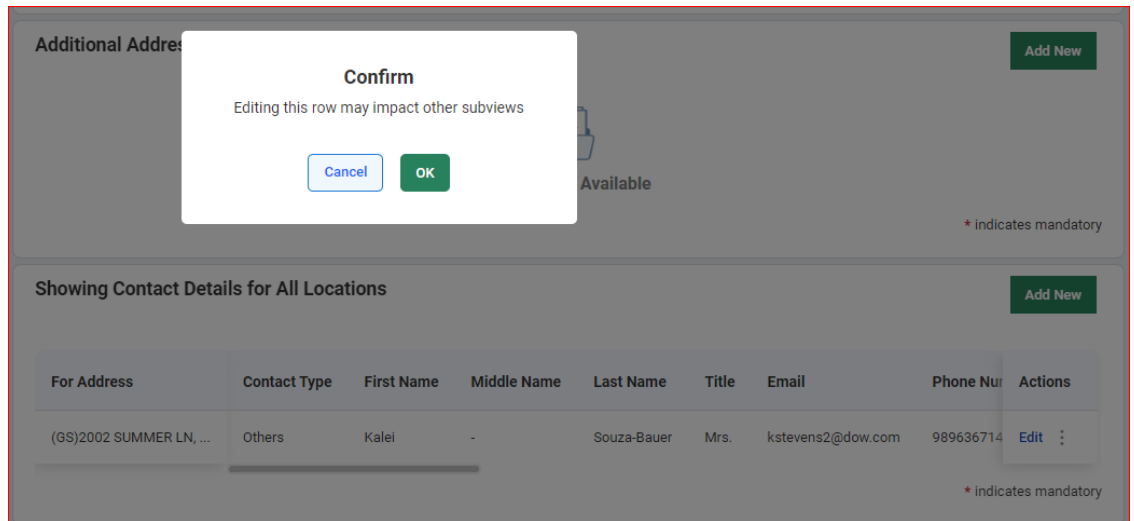 Additional Addres
Add New
Confirm
Editing this row may impact other subviews
Cancel
OK
Available
* indicates mandatory
Showing Contact Details for All Locations
Add New
For Address Contact Type First Name Middle Name Last Name Title Email Phone Nur Actions
(GS)2002 SUMMER LN, ... Others Kalei - Souza-Bauer Mrs. kstevens2@dow.com 989636714 Edit
* indicates mandatory